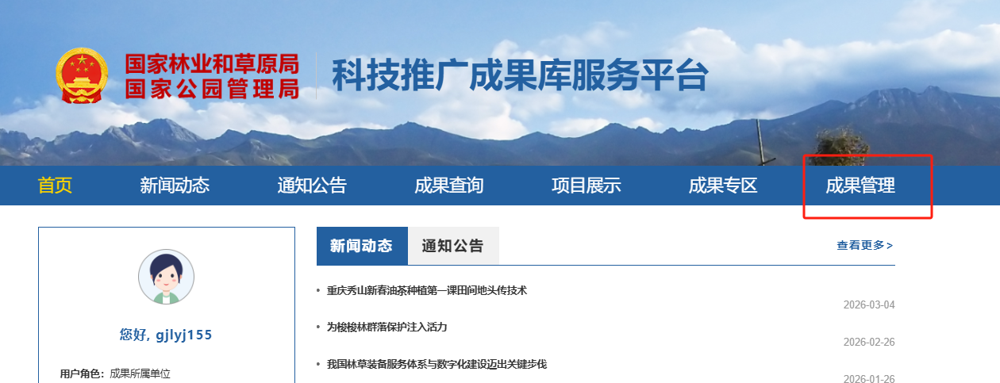 国家林业和草原局
国家公园管理局
科技推广成果库服务平台
首页 新闻动态 通知公告 成果查询 项目展示 成果专区 成果管理
新闻动态 通知公告 查看更多>
重庆秀山新春油茶种植第一课田间地头传技术
2026-03-04
为梭梭林群落保护注入活力
2026-02-26
我国林草装备服务体系与数字化建设迈出关键步伐
2026-01-26
您好, gjlyj155
用户角色：成果所属单位